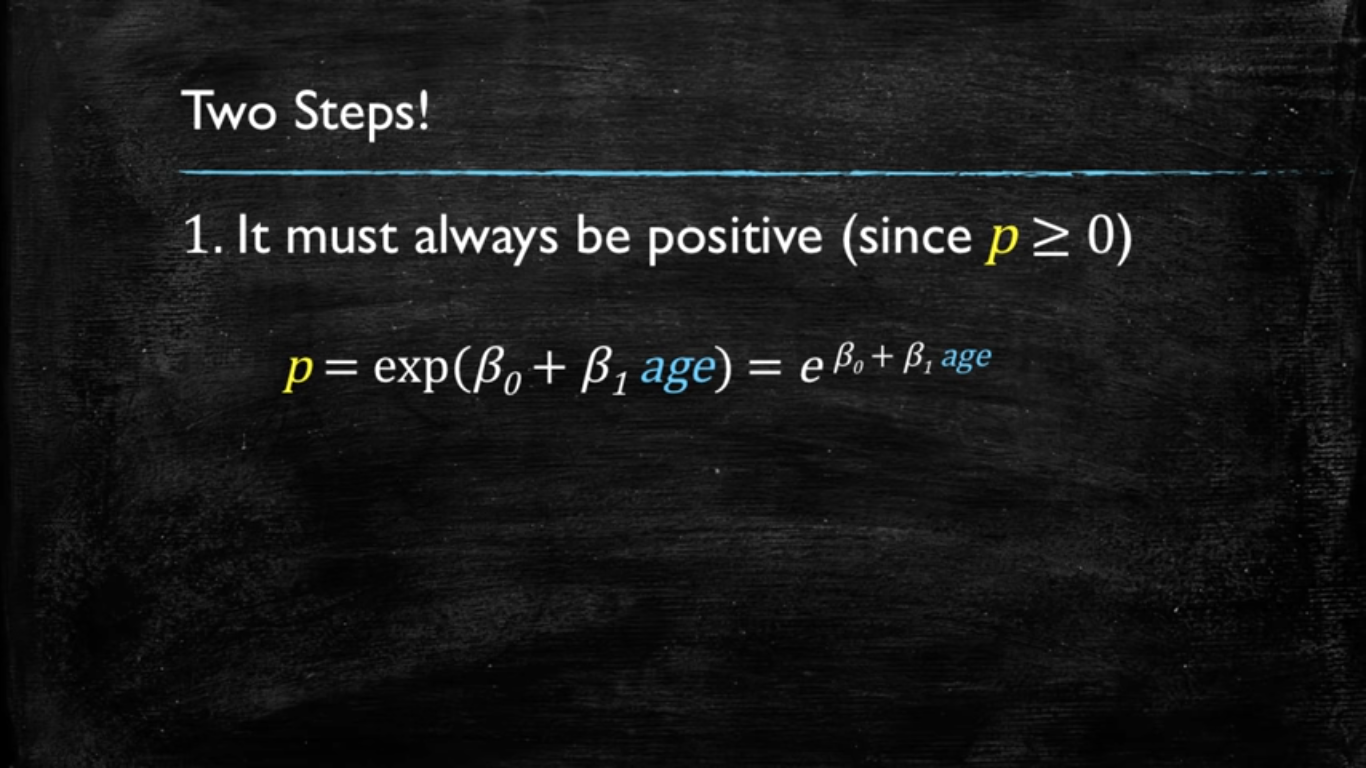 Two Steps!
1. It must always be positive (since p ≥ 0)
p = exp(β₀ + β₁ age) = e^(β₀ + β₁ age)